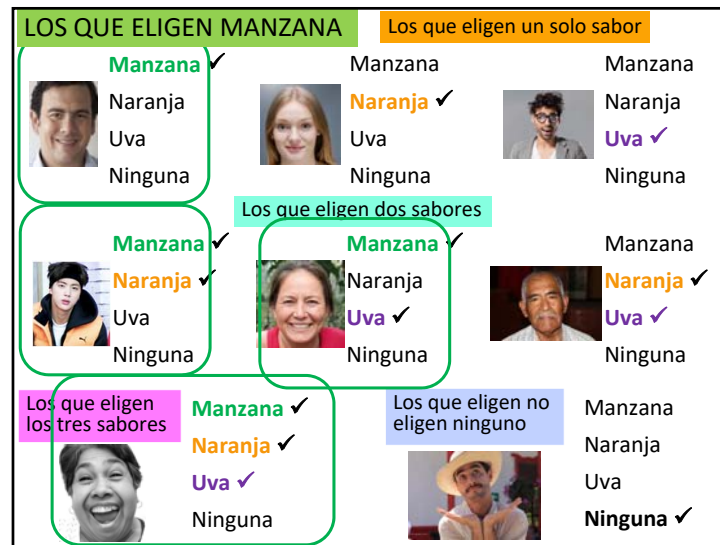 LOS QUE ELIGEN MANZANA
Los que eligen un solo sabor
Manzana ✓
Naranja
Uva
Ninguna
Manzana
Naranja ✓
Uva
Ninguna
Manzana
Naranja
Uva ✓
Ninguna
Los que eligen dos sabores
Manzana ✓
Naranja ✓
Uva
Ninguna
Manzana ✓
Naranja
Uva ✓
Ninguna
Manzana
Naranja ✓
Uva ✓
Ninguna
Los que eligen
los tres sabores
Manzana ✓
Naranja ✓
Uva ✓
Ninguna
Los que eligen no
eligen ninguno
Manzana
Naranja
Uva
Ninguna ✓